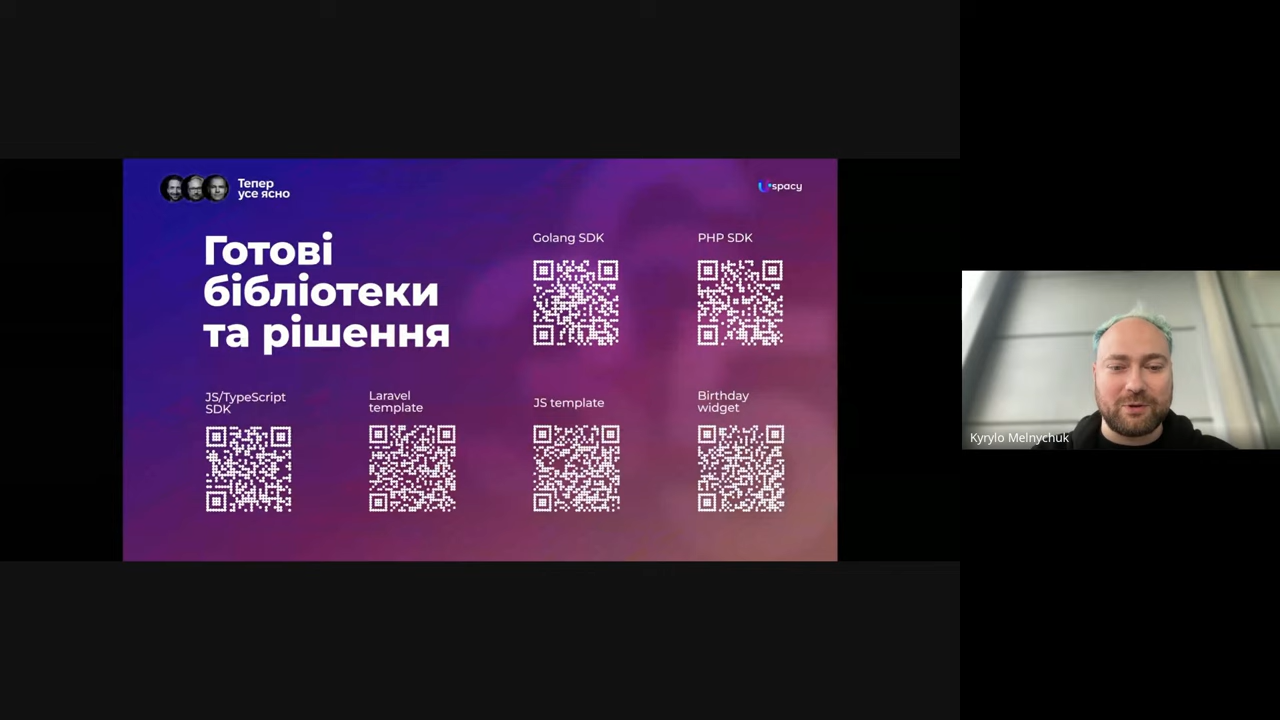 Тепер
усе ясно
spacy
Готові
бібліотеки
та рішення
Golang SDK
PHP SDK
JS/TypeScript
SDK
Laravel
template
JS template
Birthday
widget
Kyrylo Melnychuk